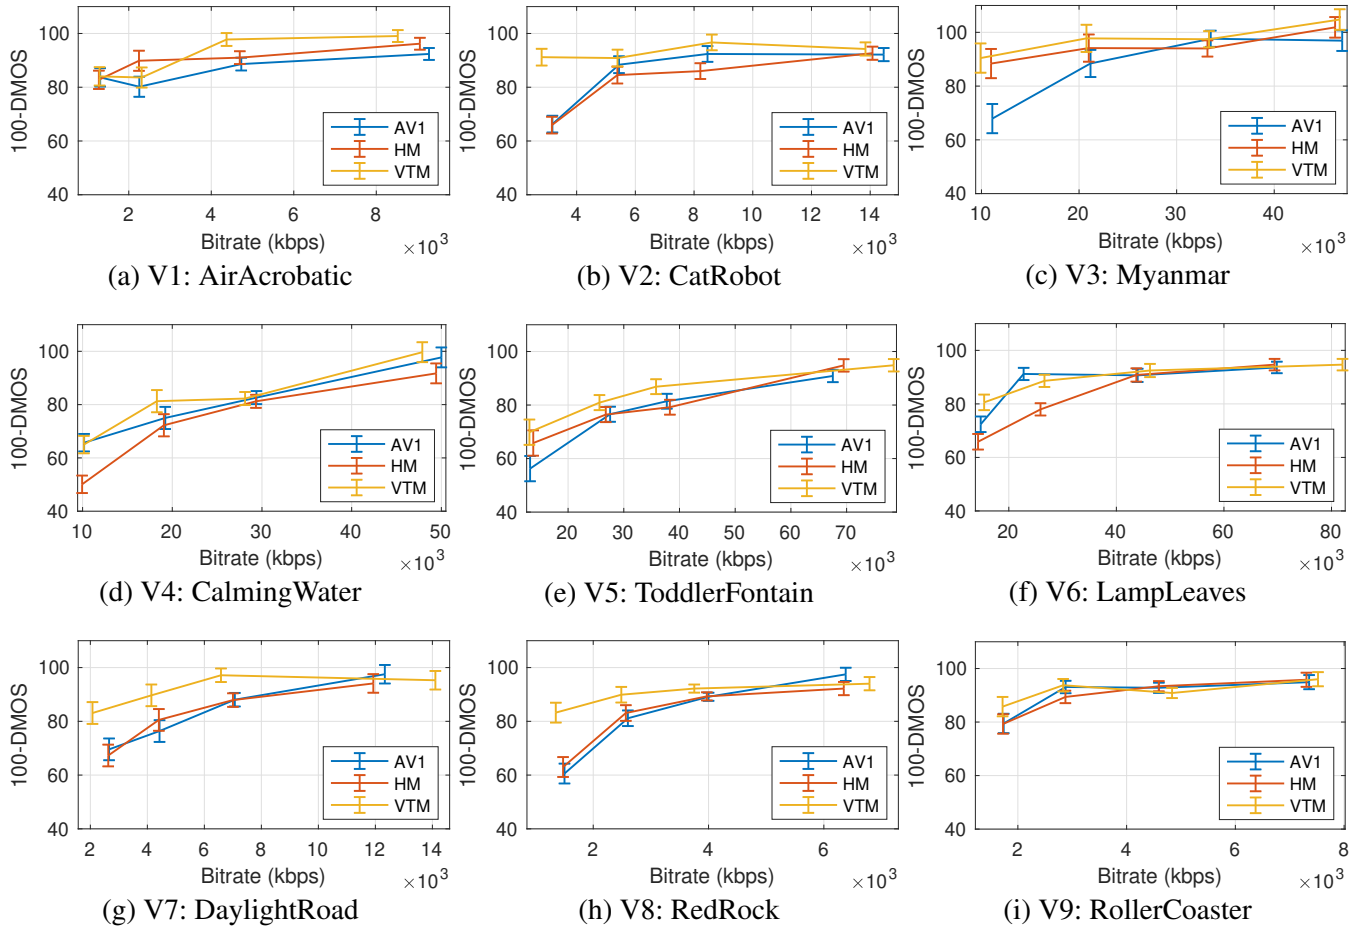 100
80
60
40
100-DMOS
AV1
HM
VTM
2 4 6 8
Bitrate (kbps)
×10³
(a) V1: AirAcrobatic
100
80
60
40
100-DMOS
AV1
HM
VTM
4 6 8 10 12 14
Bitrate (kbps)
×10³
(b) V2: CatRobot
100
80
60
40
100-DMOS
AV1
HM
VTM
10 20 30 40
Bitrate (kbps)
×10³
(c) V3: Myanmar
100
80
60
40
100-DMOS
AV1
HM
VTM
10 20 30 40 50
Bitrate (kbps)
×10³
(d) V4: CalmingWater
100
80
60
40
100-DMOS
AV1
HM
VTM
20 30 40 50 60 70
Bitrate (kbps)
×10³
(e) V5: ToddlerFontain
100
80
60
40
100-DMOS
AV1
HM
VTM
20 40 60 80
Bitrate (kbps)
×10³
(f) V6: LampLeaves
100
80
60
40
100-DMOS
AV1
HM
VTM
2 4 6 8 10 12 14
Bitrate (kbps)
×10³
(g) V7: DaylightRoad
100
80
60
40
100-DMOS
AV1
HM
VTM
2 4 6
Bitrate (kbps)
×10³
(h) V8: RedRock
100
80
60
40
100-DMOS
AV1
HM
VTM
2 4 6 8
Bitrate (kbps)
×10³
(i) V9: RollerCoaster